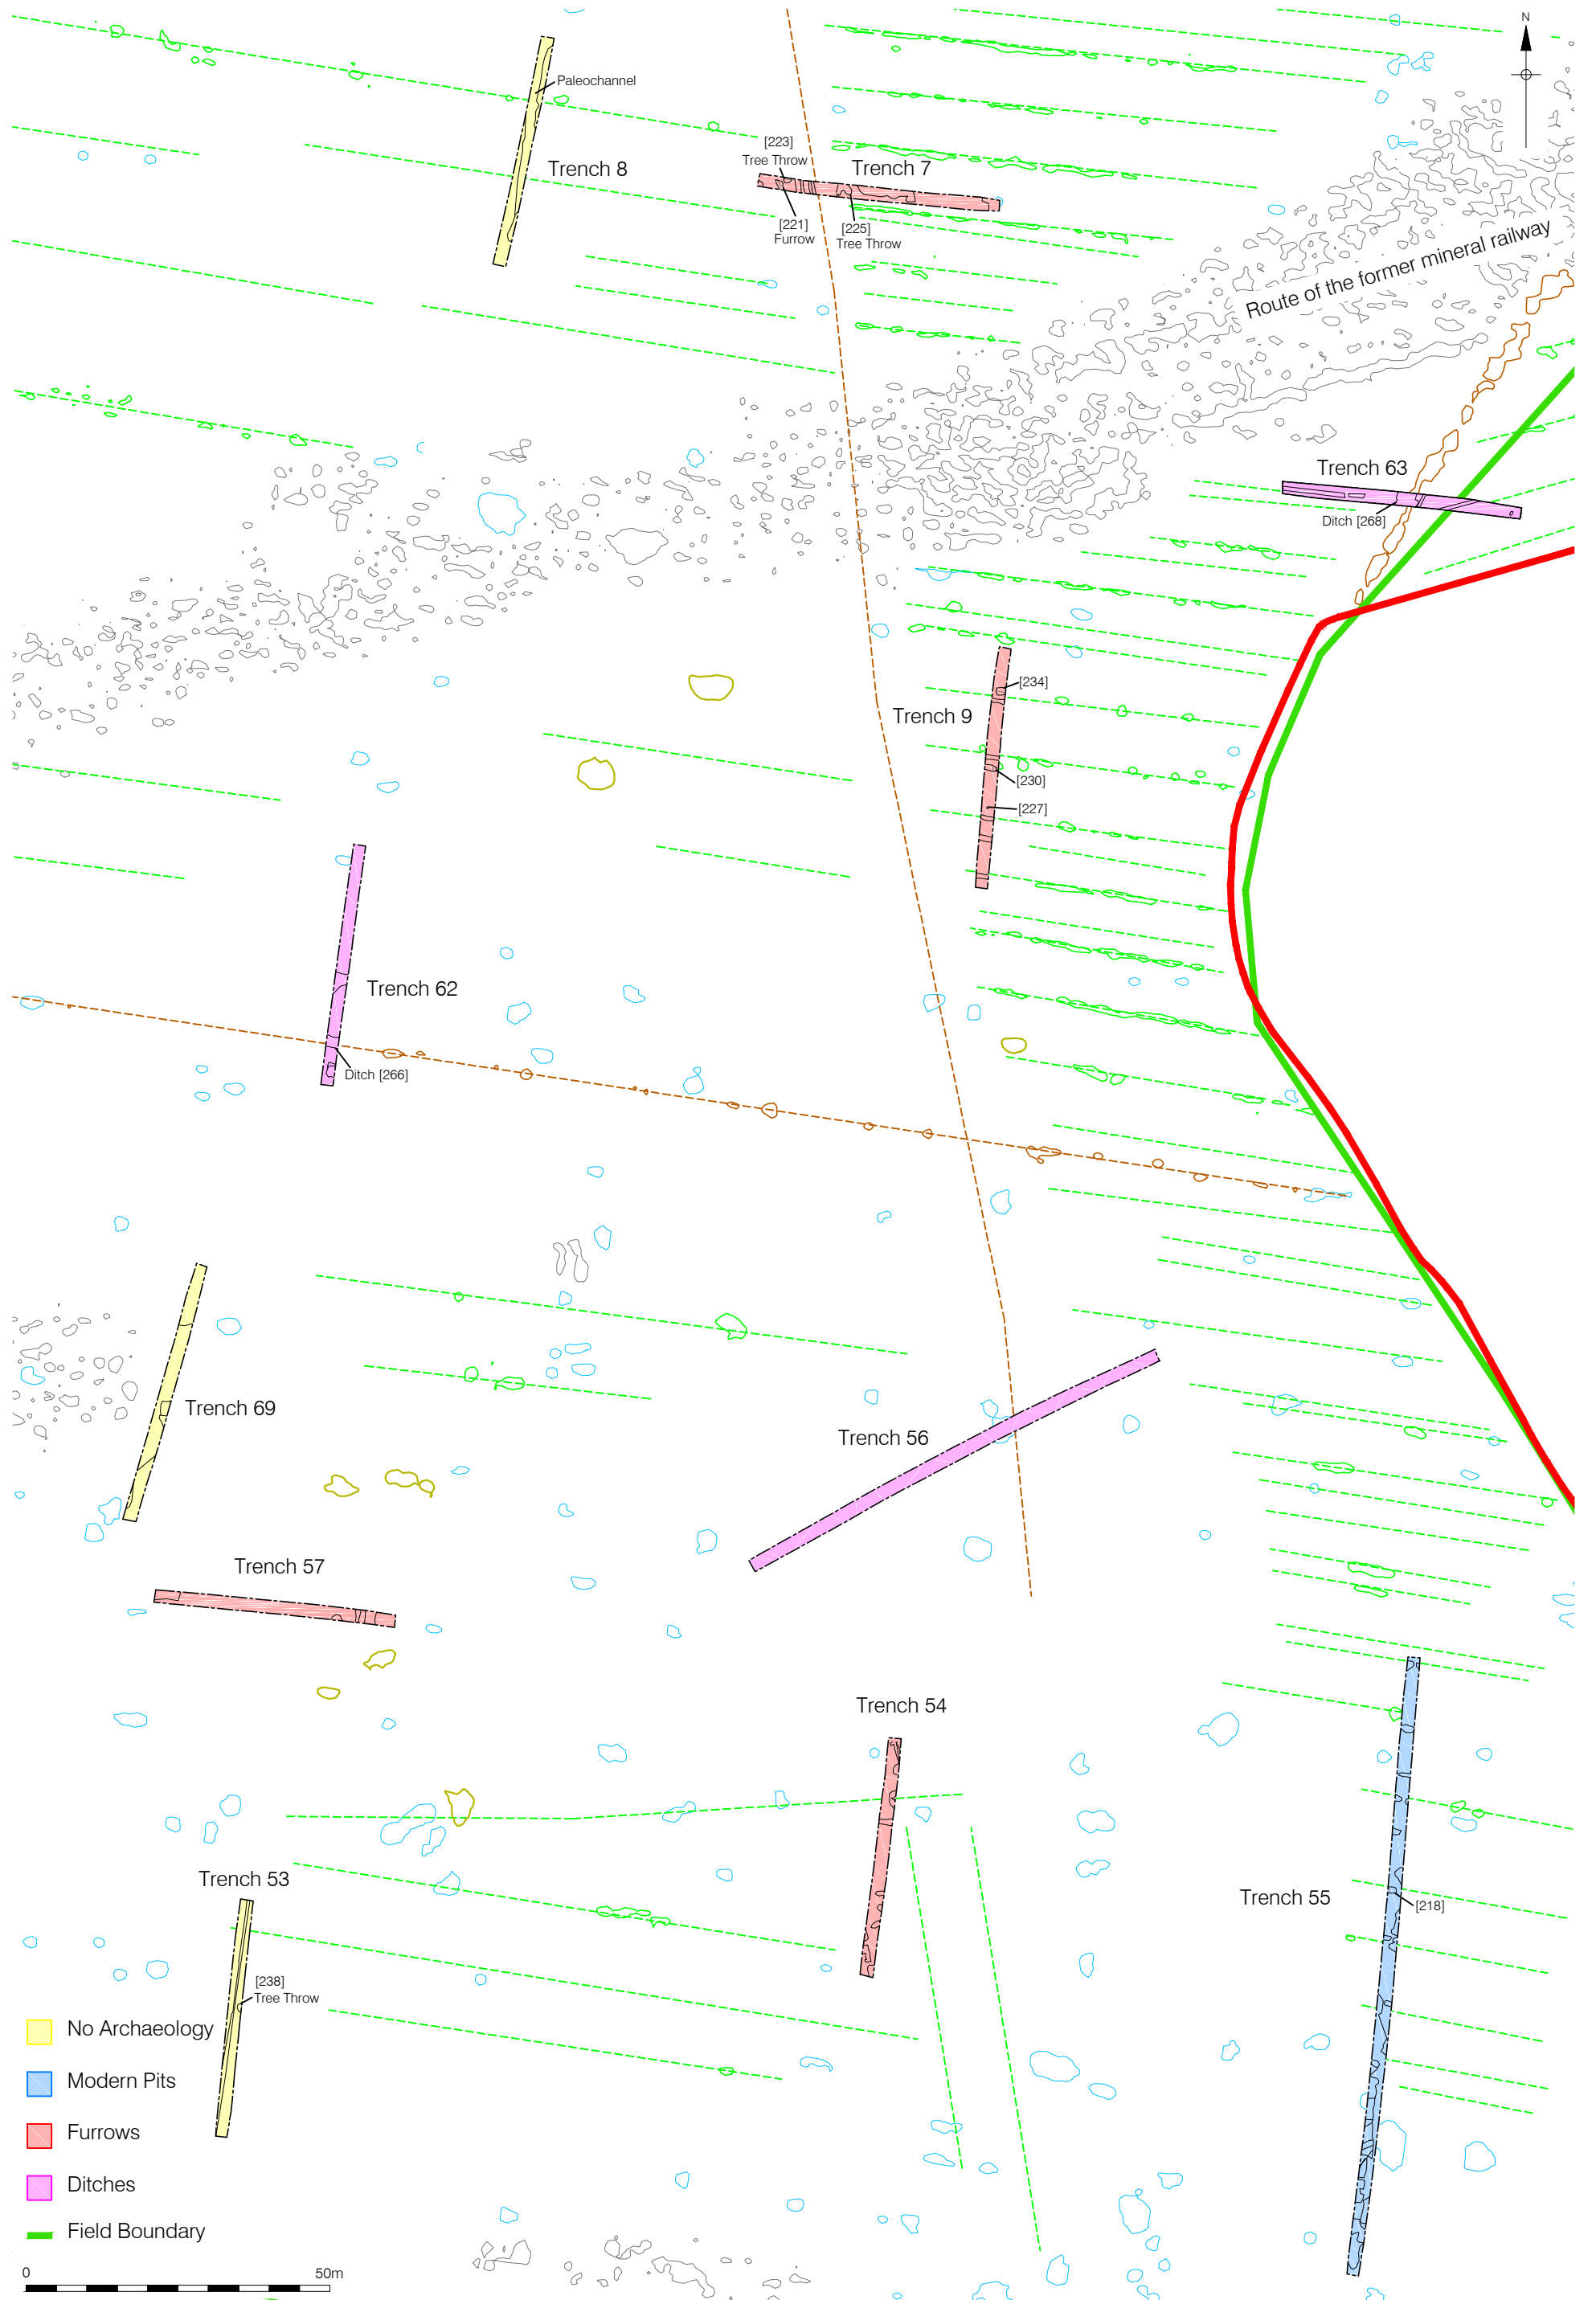 N
Paleochannel
[223]
Tree Throw
Trench 7
Trench 8
[221]
Furrow
[225]
Tree Throw
Route of the former mineral railway
Trench 63
Ditch [268]
[234]
Trench 9
[230]
[227]
Trench 62
Ditch [266]
Trench 69
Trench 56
Trench 57
Trench 54
Trench 53
Trench 55
[218]
[238]
Tree Throw
No Archaeology
Modern Pits
Furrows
Ditches
Field Boundary
0 50m